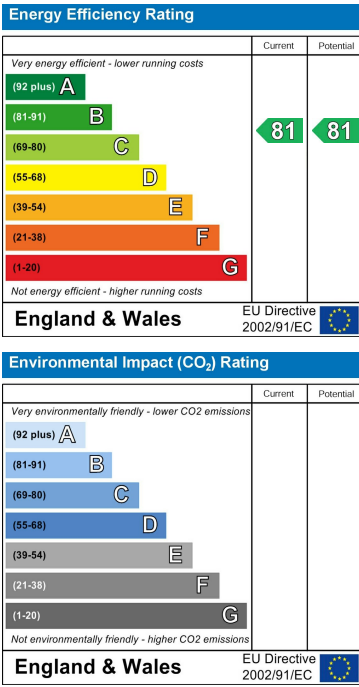 Energy Efficiency Rating
Current Potential
Very energy efficient - lower running costs
(92 plus) A
(81-91) B
81 81
(69-80) C
(55-68) D
(39-54) E
(21-38) F
(1-20) G
Not energy efficient - higher running costs
England & Wales
EU Directive
2002/91/EC
Environmental Impact (CO₂) Rating
Current Potential
Very environmentally friendly - lower CO2 emissions
(92 plus) A
(81-91) B
(69-80) C
(55-68) D
(39-54) E
(21-38) F
(1-20) G
Not environmentally friendly - higher CO2 emissions
England & Wales
EU Directive
2002/91/EC